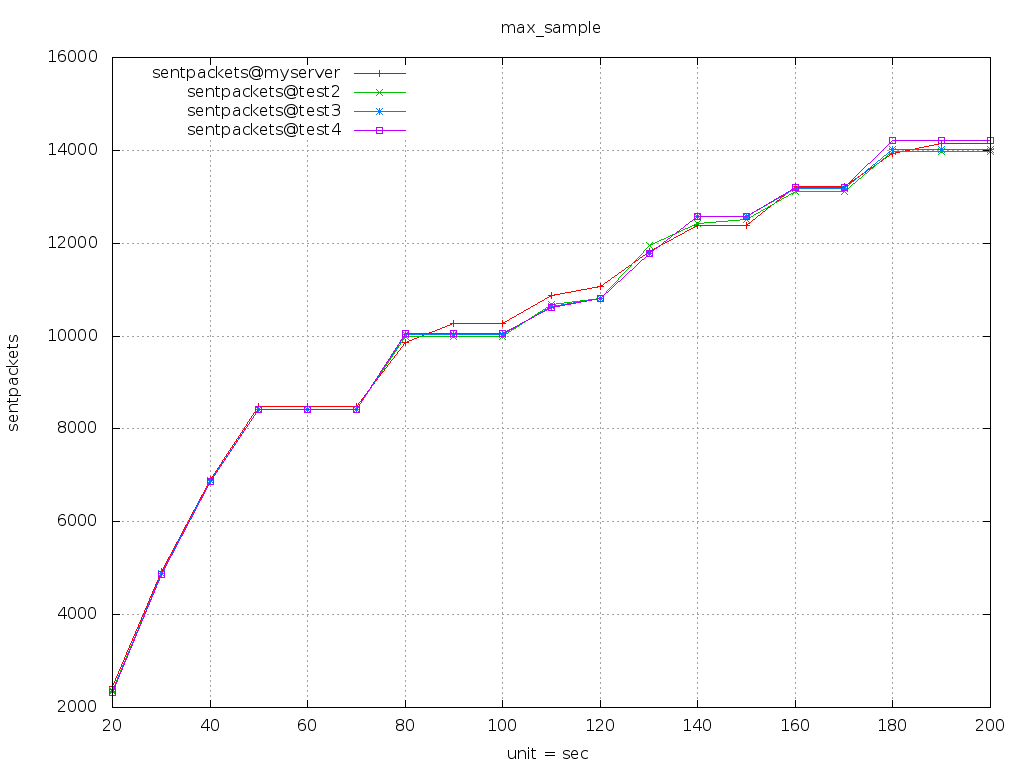 max_sample
16000
14000
12000
10000
8000
6000
4000
2000
sentpackets@myserver
sentpackets@test2
sentpackets@test3
sentpackets@test4
sentpackets
20 40 60 80 100 120 140 160 180 200
unit = sec